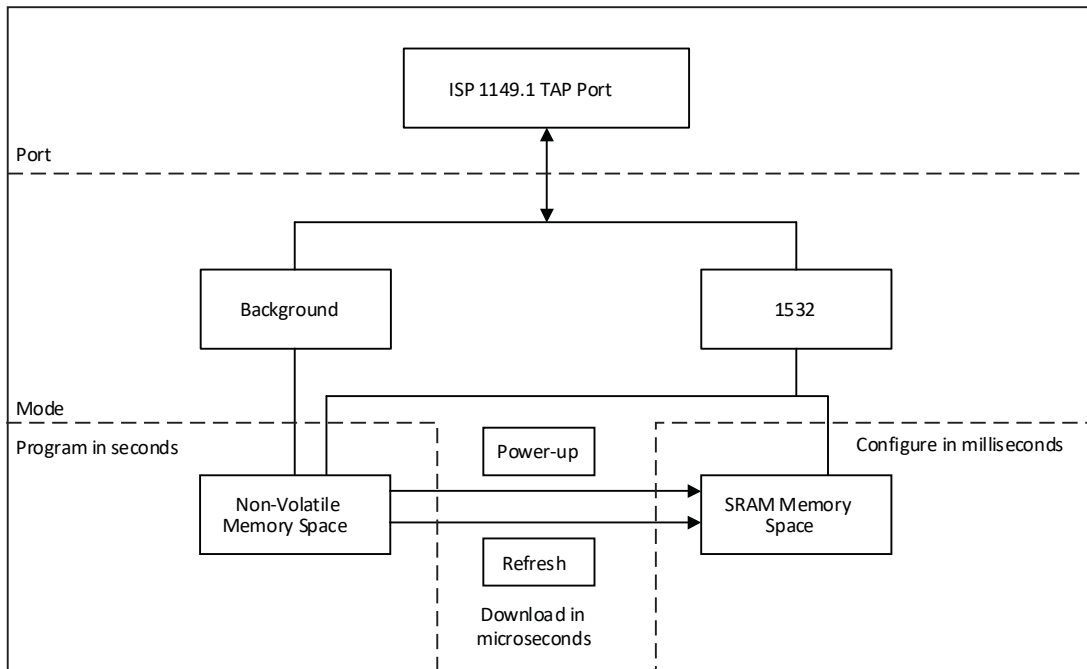 ISP 1149.1 TAP Port
Port
Background
1532
Mode
Program in seconds
Power-up
Configure in milliseconds
Non-Volatile
Memory Space
SRAM Memory
Space
Refresh
Download in
microseconds